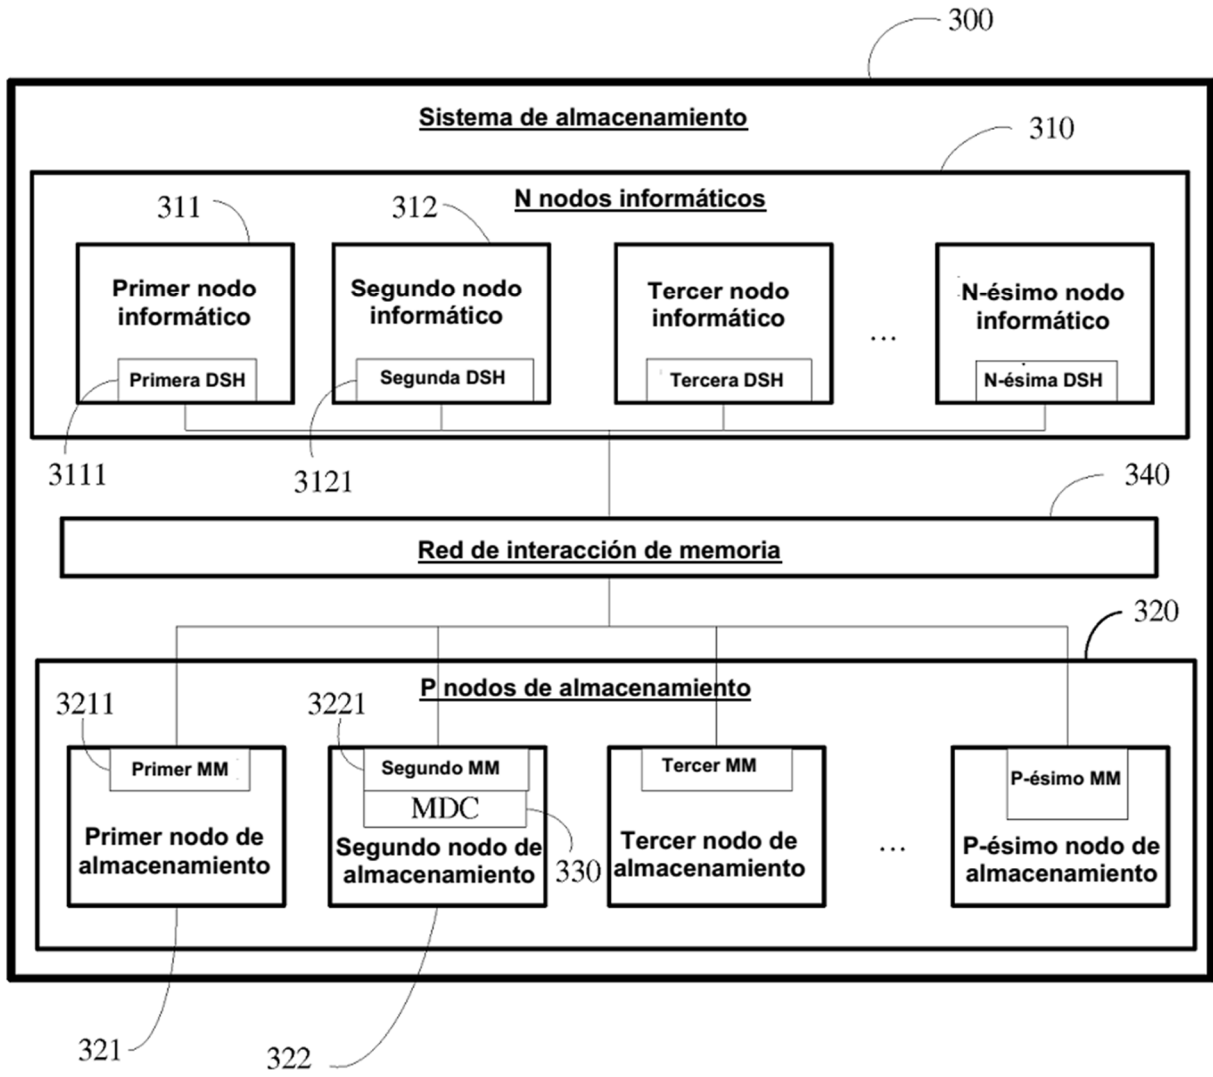 300
Sistema de almacenamiento
310
N nodos informáticos
311
312
Primer nodo
informático
Segundo nodo
informático
Tercer nodo
informático
N-ésimo nodo
informático
...
Primera DSH
Segunda DSH
Tercera DSH
N-ésima DSH
3111
3121
340
Red de interacción de memoria
320
P nodos de almacenamiento
3211
3221
Primer MM
Segundo MM
Tercer MM
P-ésimo MM
MDC
Primer nodo de
almacenamiento
Segundo nodo de
almacenamiento
330
Tercer nodo de
almacenamiento
...
P-ésimo nodo de
almacenamiento
321
322